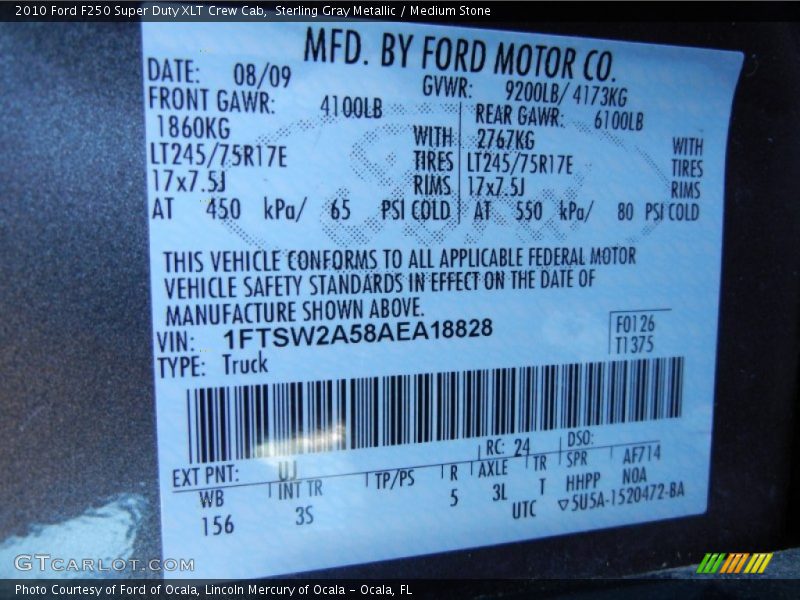 2010 Ford F250 Super Duty XLT Crew Cab, Sterling Gray Metallic / Medium Stone
MFD. BY FORD MOTOR CO.
DATE: 08/09 GVWR: 9200LB/ 4173KG
FRONT GAWR: 4100LB REAR GAWR: 6100LB
1860KG WITH 2767KG WITH
LT245/75R17E TIRES LT245/75R17E TIRES
17x7.5J RIMS 17x7.5J RIMS
AT 450 kPa/ 65 PSI COLD AT 550 kPa/ 80 PSI COLD
THIS VEHICLE CONFORMS TO ALL APPLICABLE FEDERAL MOTOR
VEHICLE SAFETY STANDARDS IN EFFECT ON THE DATE OF
MANUFACTURE SHOWN ABOVE.
VIN: 1FTSW2A58AEA18828 F0126
TYPE: Truck T1375
EXT PNT: UJ RC: 24 DSO:
WB INT TR TP/PS R AXLE TR SPR AF714
156 3S 5 3L T HHPP NOA
UTC ▽5U5A-1520472-BA
GTCARLOT.COM
Photo Courtesy of Ford of Ocala, Lincoln Mercury of Ocala - Ocala, FL